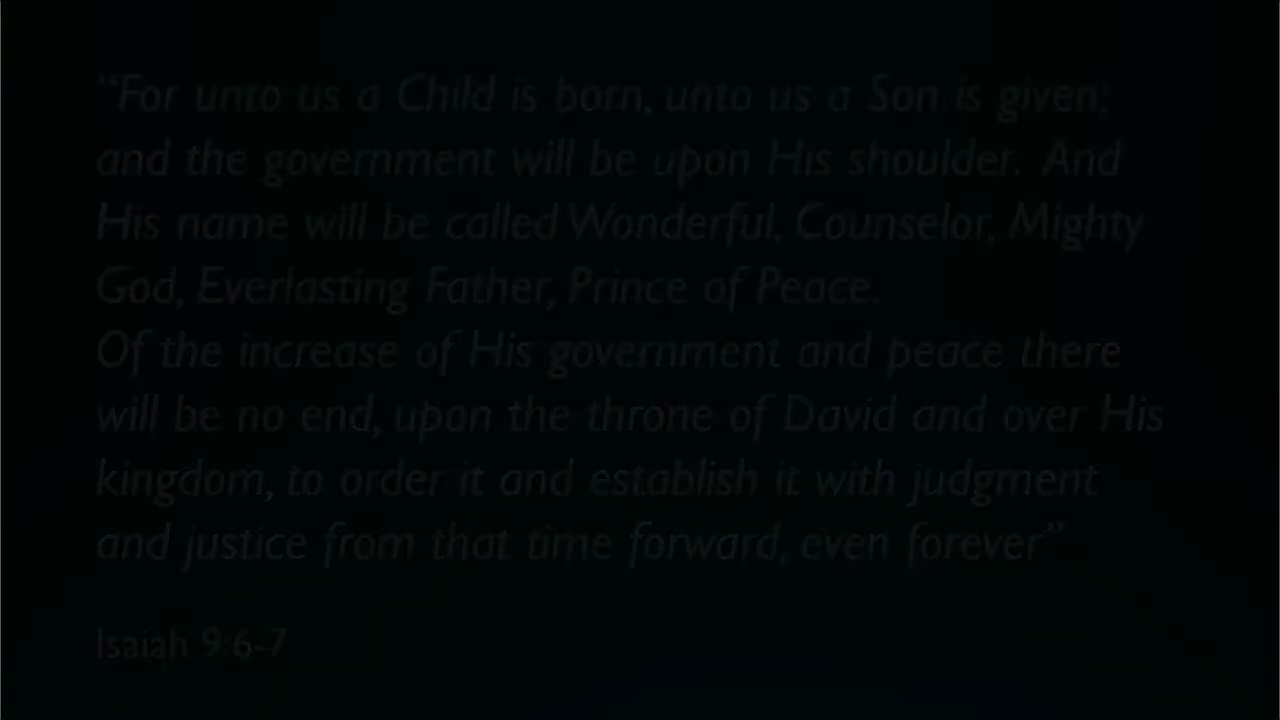 “For unto us a Child is born, unto us a Son is given;
and the government will be upon His shoulder. And
His name will be called Wonderful, Counselor, Mighty
God, Everlasting Father, Prince of Peace.
Of the increase of His government and peace there
will be no end, upon the throne of David and over His
kingdom, to order it and establish it with judgment
and justice from that time forward, even forever”
Isaiah 9:6-7